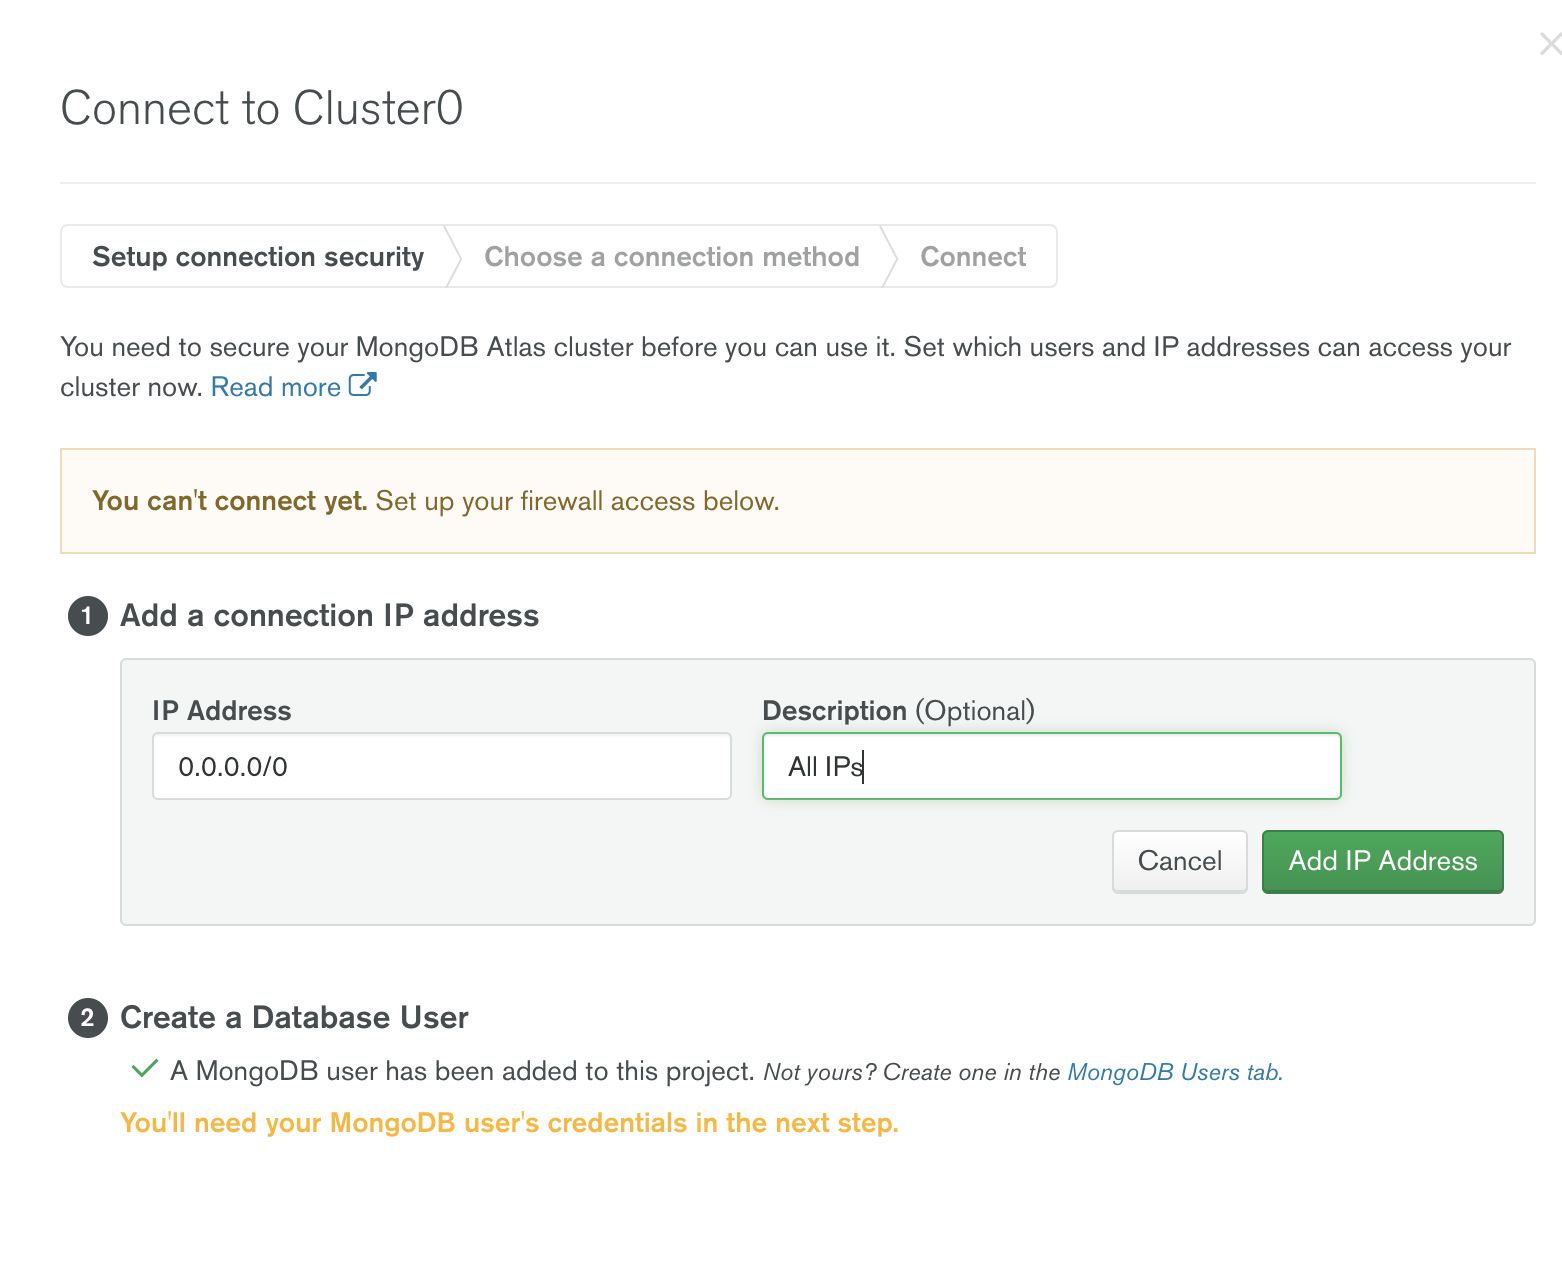 Connect to Cluster0
Setup connection security
Choose a connection method
Connect
You need to secure your MongoDB Atlas cluster before you can use it. Set which users and IP addresses can access your
cluster now. Read more
You can't connect yet. Set up your firewall access below.
1 Add a connection IP address
IP Address
Description (Optional)
0.0.0.0/0
All IPs
Cancel
Add IP Address
2 Create a Database User
A MongoDB user has been added to this project. Not yours? Create one in the MongoDB Users tab.
You'll need your MongoDB user's credentials in the next step.